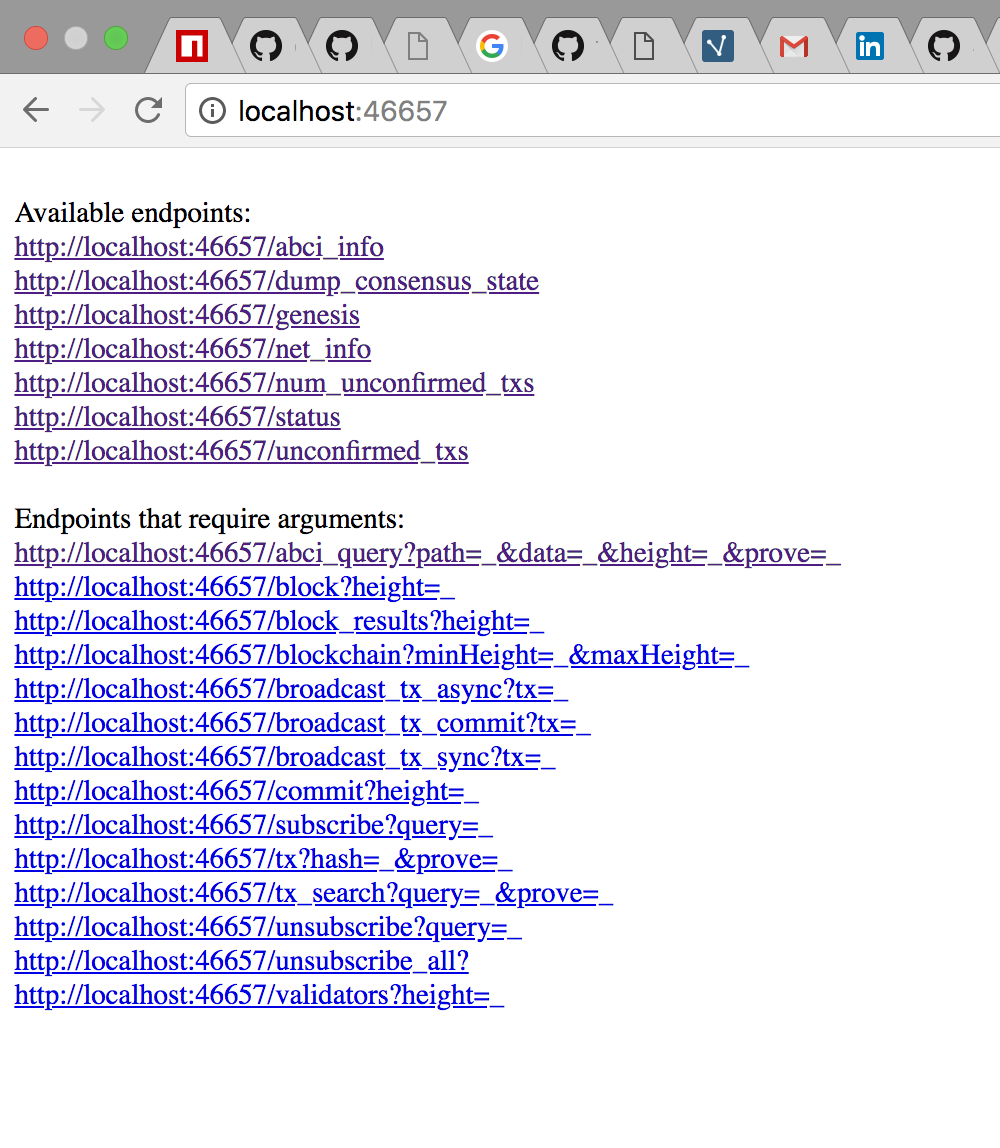 localhost:46657
Available endpoints:
http://localhost:46657/abci_info
http://localhost:46657/dump_consensus_state
http://localhost:46657/genesis
http://localhost:46657/net_info
http://localhost:46657/num_unconfirmed_txs
http://localhost:46657/status
http://localhost:46657/unconfirmed_txs
Endpoints that require arguments:
http://localhost:46657/abci_query?path=_&data=_&height=_&prove=_
http://localhost:46657/block?height=_
http://localhost:46657/block_results?height=_
http://localhost:46657/blockchain?minHeight=_&maxHeight=_
http://localhost:46657/broadcast_tx_async?tx=_
http://localhost:46657/broadcast_tx_commit?tx=_
http://localhost:46657/broadcast_tx_sync?tx=_
http://localhost:46657/commit?height=_
http://localhost:46657/subscribe?query=_
http://localhost:46657/tx?hash=_&prove=_
http://localhost:46657/tx_search?query=_&prove=_
http://localhost:46657/unsubscribe?query=_
http://localhost:46657/unsubscribe_all?
http://localhost:46657/validators?height=_